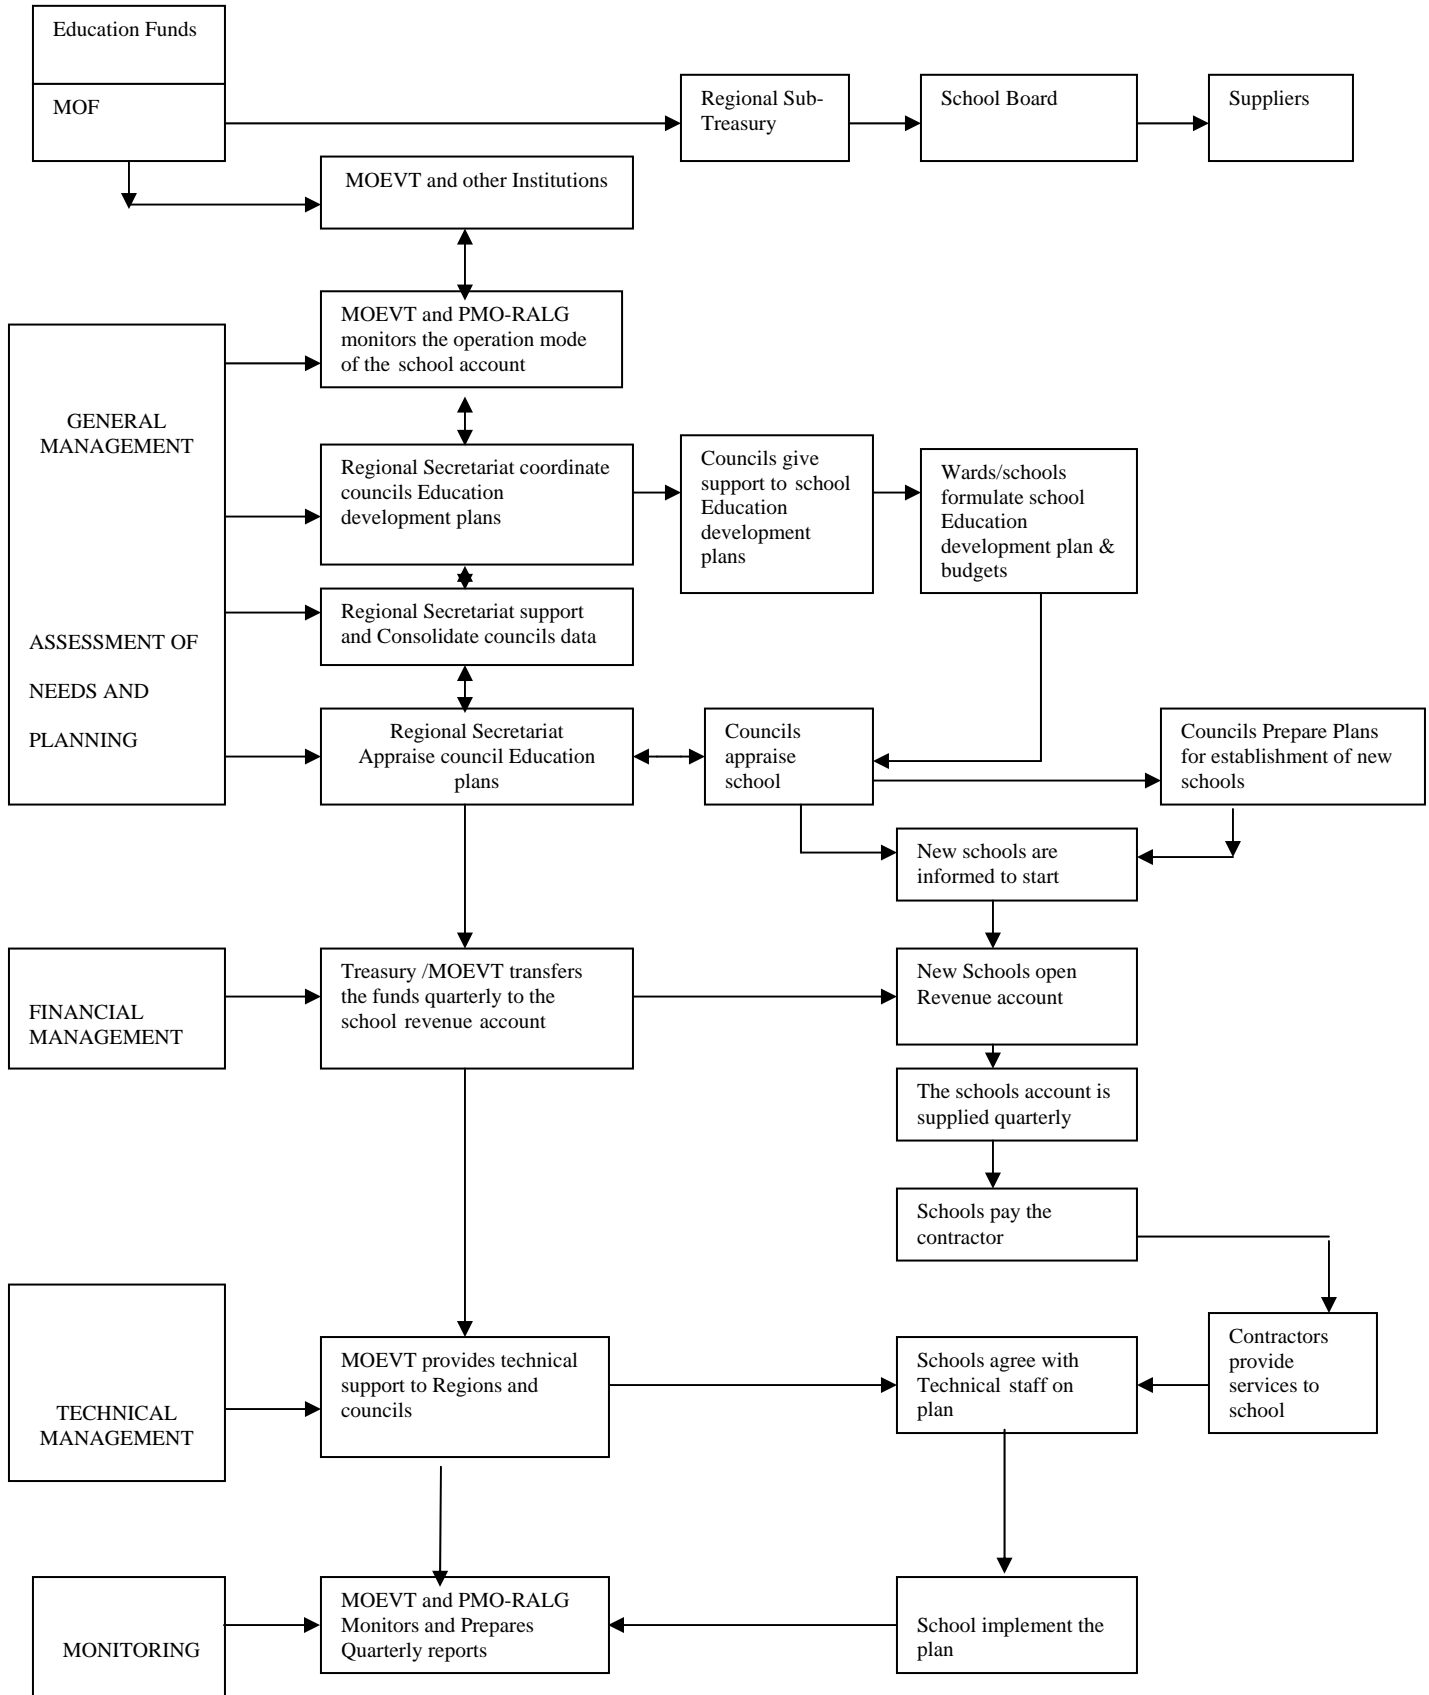 Education Funds
MOF
Regional Sub-
Treasury
School Board
Suppliers
MOEVT and other Institutions
MOEVT and PMO-RALG
monitors the operation mode
of the school account
GENERAL
MANAGEMENT
ASSESSMENT OF
NEEDS AND
PLANNING
Regional Secretariat coordinate
councils Education
development plans
Councils give
support to school
Education
development
plans
Wards/schools
formulate school
Education
development plan &
budgets
Regional Secretariat support
and Consolidate councils data
Regional Secretariat
Appraise council Education
plans
Councils
appraise
school
Councils Prepare Plans
for establishment of new
schools
New schools are
informed to start
FINANCIAL
MANAGEMENT
Treasury /MOEVT transfers
the funds quarterly to the
school revenue account
New Schools open
Revenue account
The schools account is
supplied quarterly
Schools pay the
contractor
TECHNICAL
MANAGEMENT
MOEVT provides technical
support to Regions and
councils
Schools agree with
Technical staff on
plan
Contractors
provide
services to
school
MONITORING
MOEVT and PMO-RALG
Monitors and Prepares
Quarterly reports
School implement the
plan